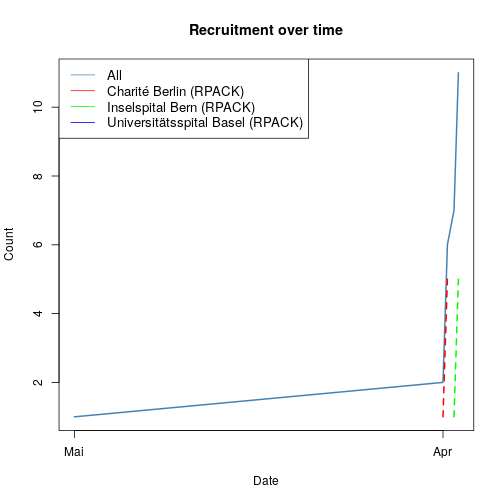 Recruitment over time
All
Charité Berlin (RPACK)
Inselspital Bern (RPACK)
Universitätsspital Basel (RPACK)
10
8
6
4
2
Count
Mai Apr
Date